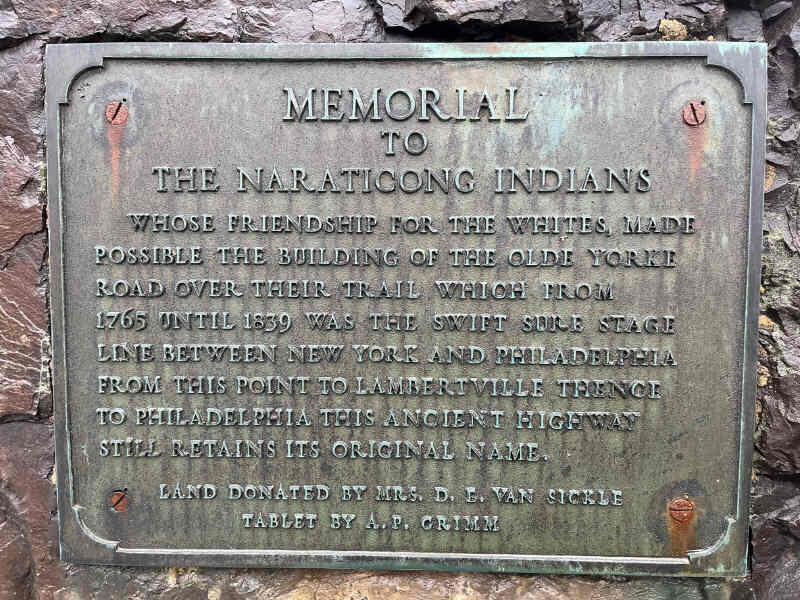 MEMORIAL
TO
THE NARATICONG INDIANS
WHOSE FRIENDSHIP FOR THE WHITES, MADE
POSSIBLE THE BUILDING OF THE OLDE YORKE
ROAD OVER THEIR TRAIL WHICH FROM
1765 UNTIL 1839 WAS THE SWIFT SURE STAGE
LINE BETWEEN NEW YORK AND PHILADELPHIA
FROM THIS POINT TO LAMBERTVILLE THENCE
TO PHILADELPHIA THIS ANCIENT HIGHWAY
STILL RETAINS ITS ORIGINAL NAME.
LAND DONATED BY MRS. D. E. VAN SICKLE
TABLET BY A. P. GRIMM